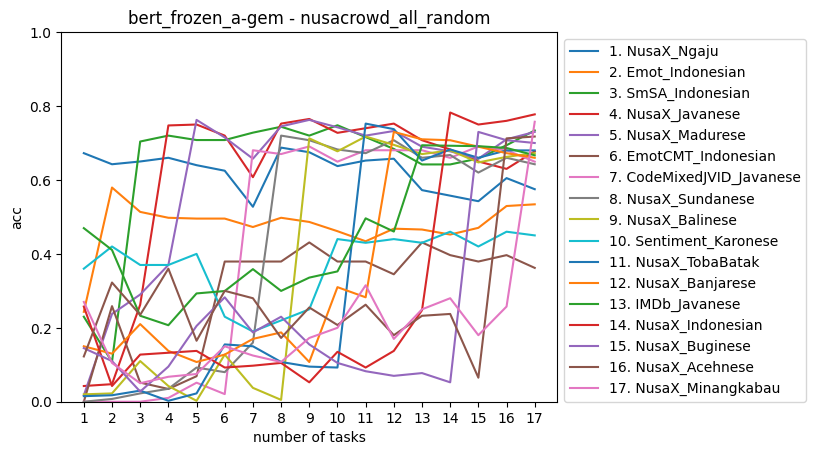 bert_frozen_a-gem - nusacrowd_all_random
1.0
0.8
0.6
0.4
0.2
0.0
acc
1 2 3 4 5 6 7 8 9 10 11 12 13 14 15 16 17
number of tasks
1. NusaX_Ngaju
2. Emot_Indonesian
3. SmSA_Indonesian
4. NusaX_Javanese
5. NusaX_Madurese
6. EmotCMT_Indonesian
7. CodeMixedJVID_Javanese
8. NusaX_Sundanese
9. NusaX_Balinese
10. Sentiment_Karonese
11. NusaX_TobaBatak
12. NusaX_Banjarese
13. IMDb_Javanese
14. NusaX_Indonesian
15. NusaX_Buginese
16. NusaX_Acehnese
17. NusaX_Minangkabau